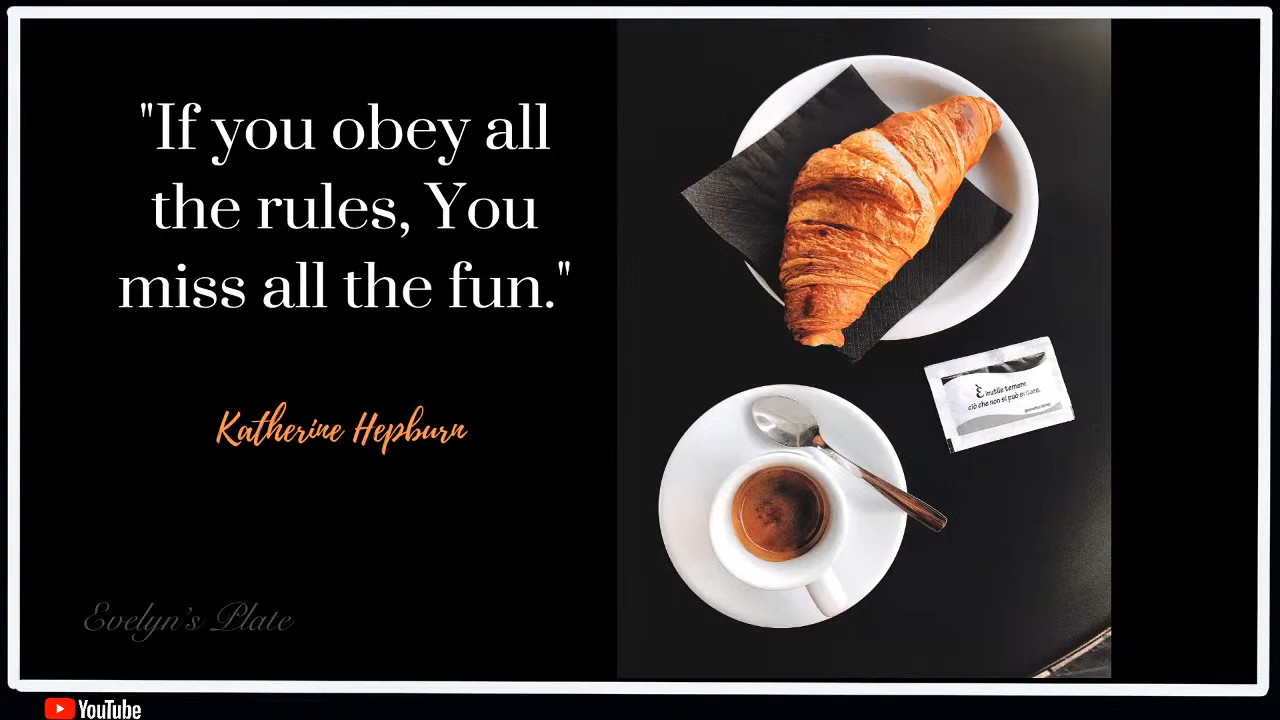 "If you obey all
the rules, You
miss all the fun."
Katherine Hepburn
È inutile temere
ciò che non si può evitare.
Evelyn's Plate
YouTube